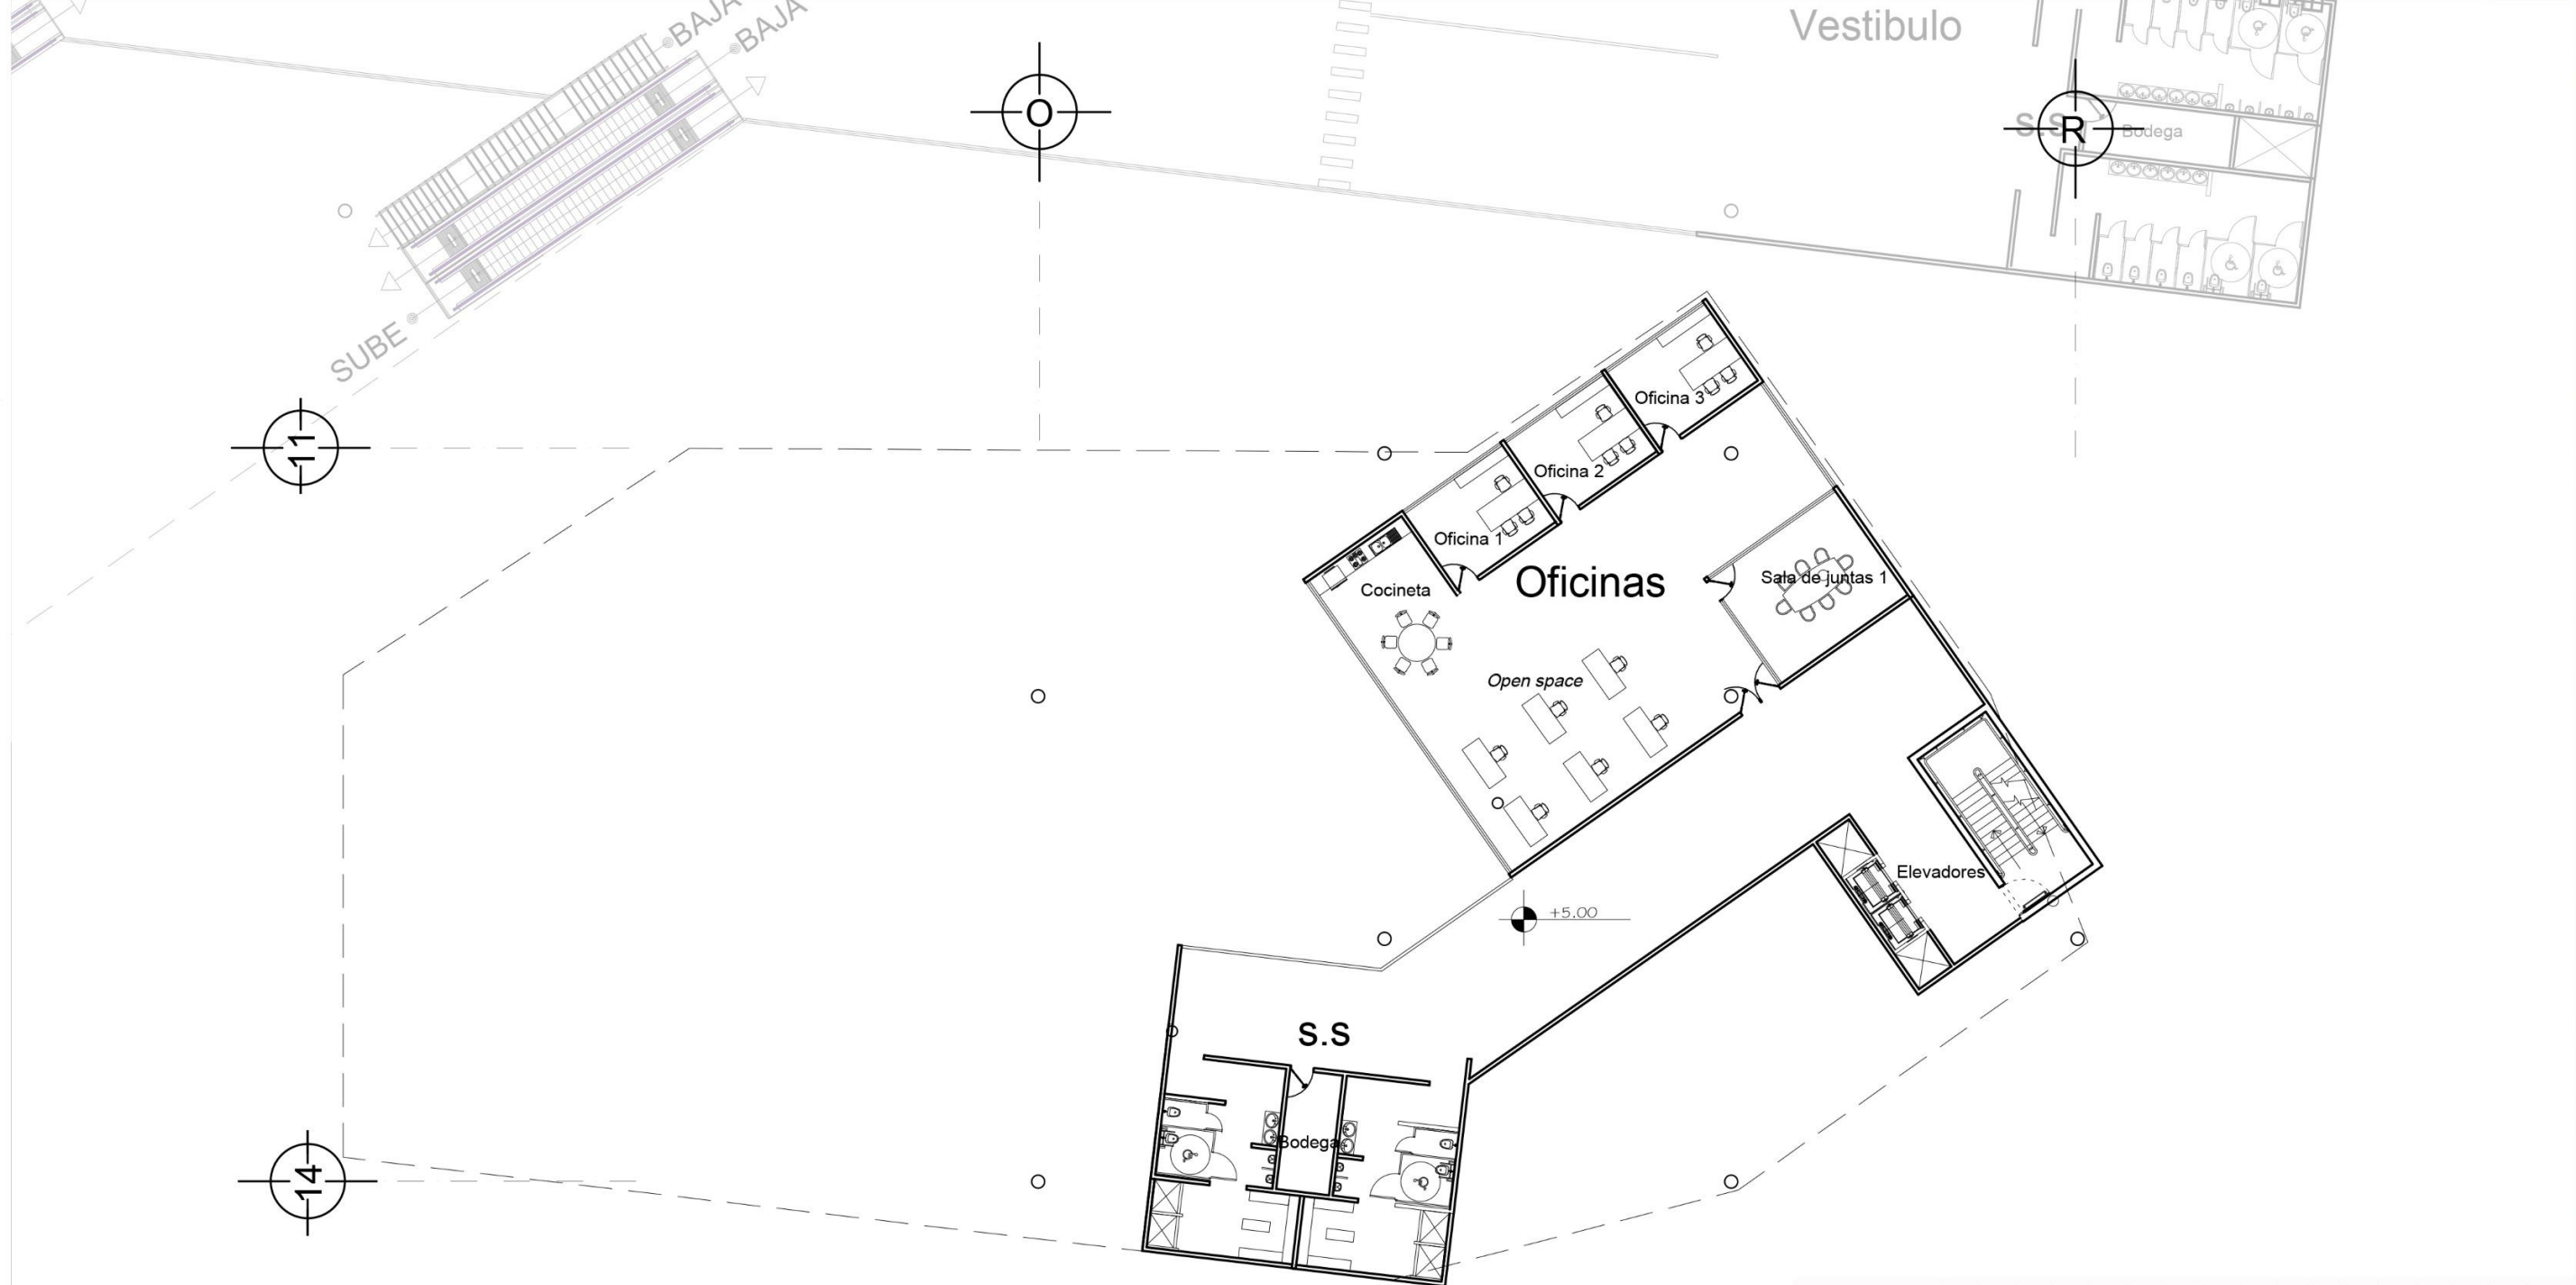 BAJA
BAJA
Vestibulo
O
S.S
R
Bodega
SUBE
11
Oficina 3
Oficina 2
Oficina 1
Oficinas
Sala de juntas 1
Cocineta
Open space
Elevadores
+5.00
S.S
Bodega
14